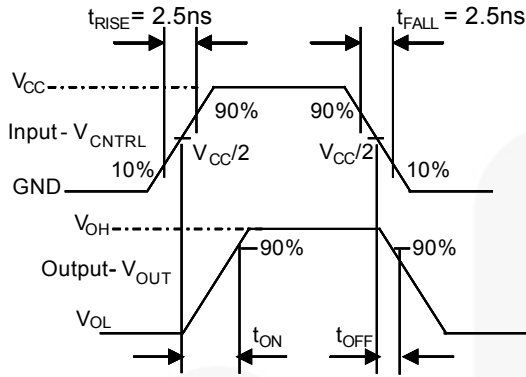 tRISE= 2.5ns
tFALL = 2.5ns
VCC
90%
90%
Input- VCNTRL
VCC/2
VCC/2
10%
10%
GND
VOH
90%
90%
Output- VOUT
VOL
tON
tOFF